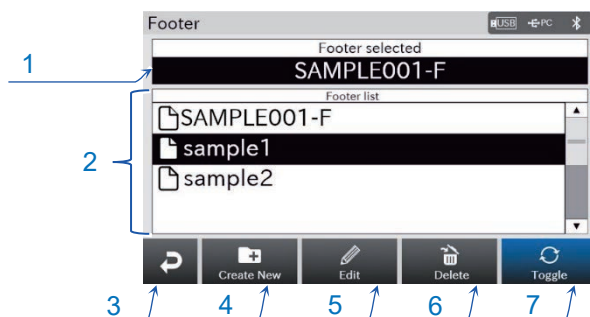 Footer
USB PC
Footer selected
1
SAMPLE001-F
Footer list
SAMPLE001-F
2
sample1
sample2
Create New
Edit
Delete
Toggle
3 4 5 6 7